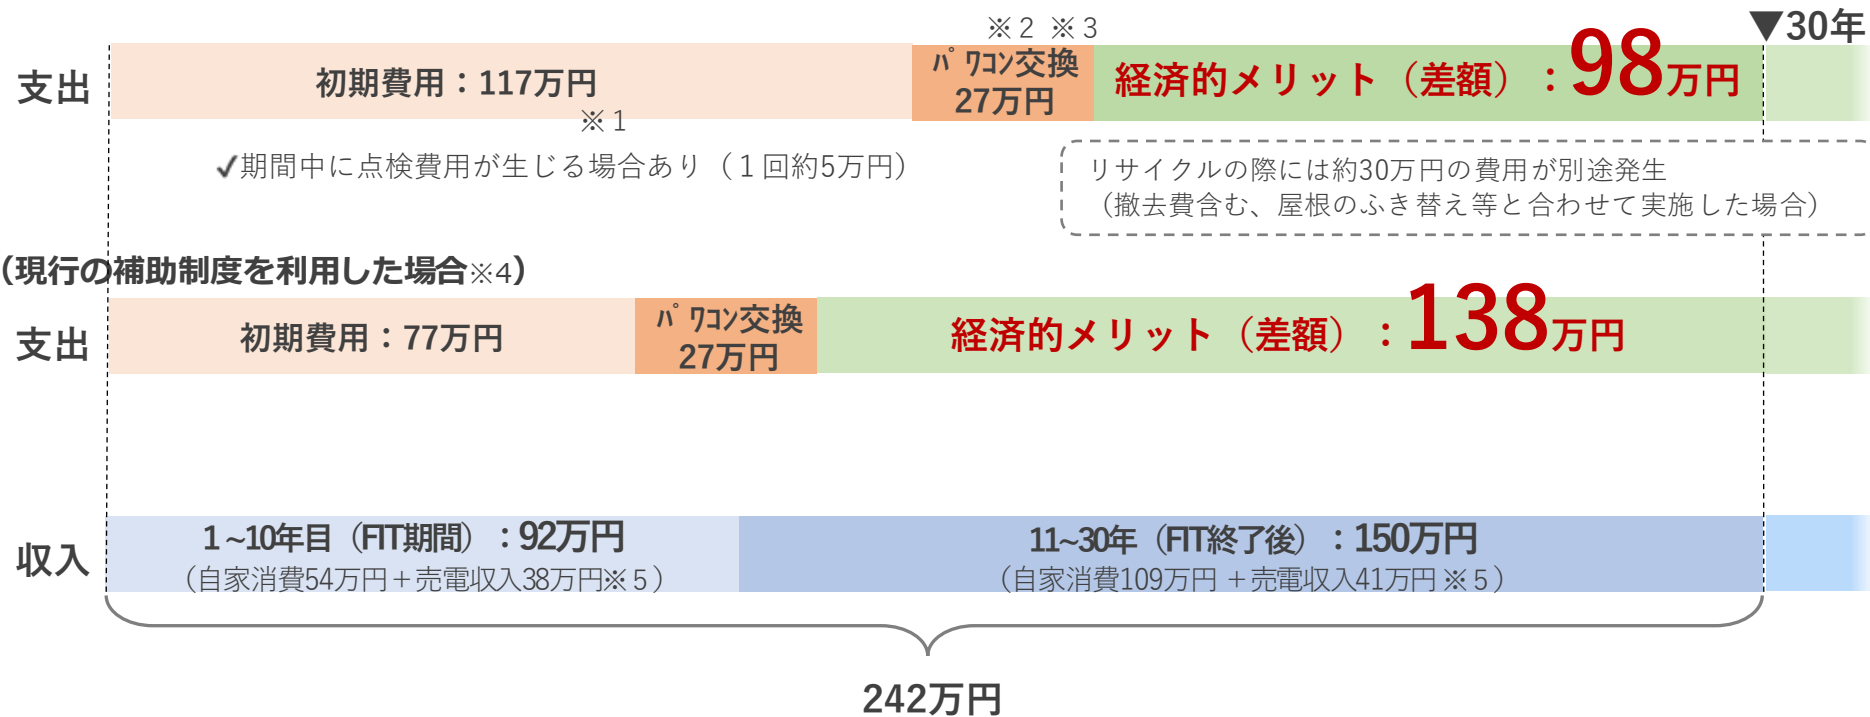 ※2 ※3
▼30年
支出
初期費用：117万円
※1
ﾊﾟﾜｺﾝ交換
27万円
経済的メリット（差額）：98万円
✓期間中に点検費用が生じる場合あり（１回約5万円）
リサイクルの際には約30万円の費用が別途発生
（撤去費含む、屋根のふき替え等と合わせて実施した場合）
（現行の補助制度を利用した場合※4）
支出
初期費用：77万円
ﾊﾟﾜｺﾝ交換
27万円
経済的メリット（差額）：138万円
収入
1~10年目（FIT期間）：92万円
（自家消費54万円＋売電収入38万円※５）
11~30年（FIT終了後）：150万円
（自家消費109万円 ＋売電収入41万円※５）
242万円